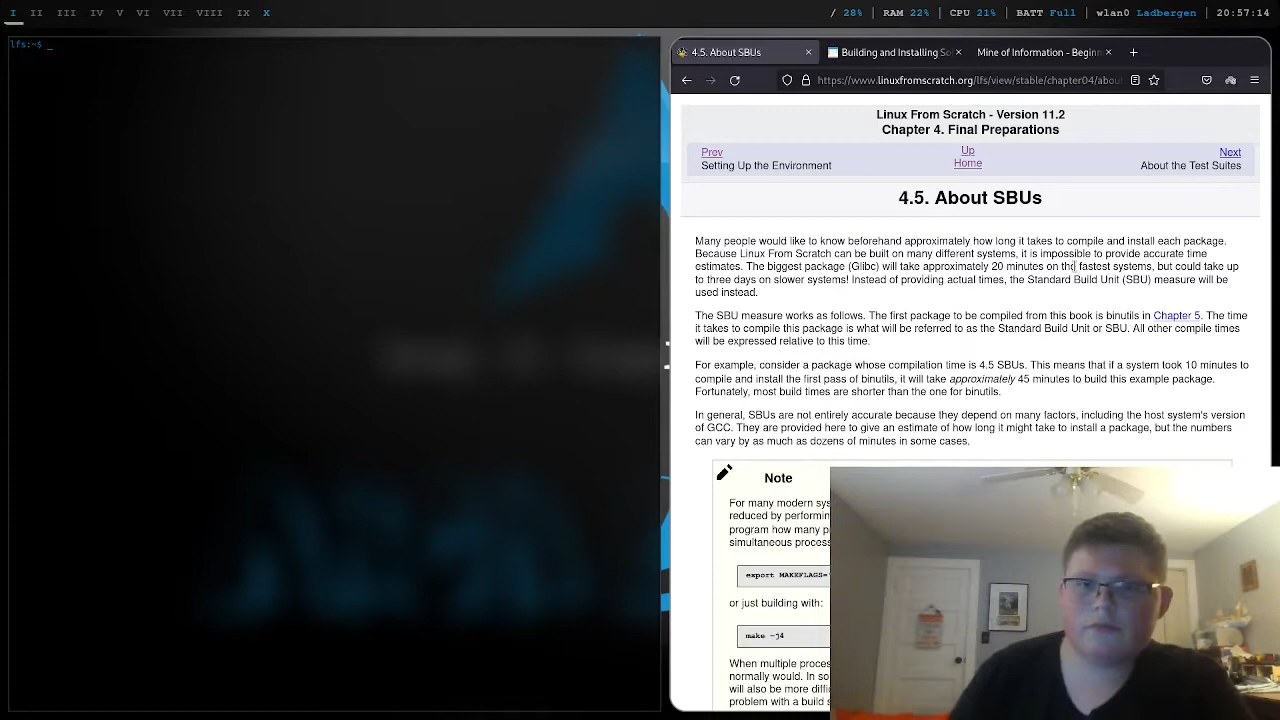 I II III IV V VI VII VIII IX X / 28% | RAM 22% | CPU 21% | BATT Full | wlan0 Ladbergen | 20:57:14
lfs:~$ _
4.5. About SBUs × Building and Installing So × Mine of Information - Beginn × +
https://www.linuxfromscratch.org/lfs/view/stable/chapter04/abou
Linux From Scratch - Version 11.2
Chapter 4. Final Preparations
Prev Up Next
Setting Up the Environment Home About the Test Suites
4.5. About SBUs
Many people would like to know beforehand approximately how long it takes to compile and install each package.
Because Linux From Scratch can be built on many different systems, it is impossible to provide accurate time
estimates. The biggest package (Glibc) will take approximately 20 minutes on the fastest systems, but could take up
to three days on slower systems! Instead of providing actual times, the Standard Build Unit (SBU) measure will be
used instead.
The SBU measure works as follows. The first package to be compiled from this book is binutils in Chapter 5. The time
it takes to compile this package is what will be referred to as the Standard Build Unit or SBU. All other compile times
will be expressed relative to this time.
For example, consider a package whose compilation time is 4.5 SBUs. This means that if a system took 10 minutes to
compile and install the first pass of binutils, it will take approximately 45 minutes to build this example package.
Fortunately, most build times are shorter than the one for binutils.
In general, SBUs are not entirely accurate because they depend on many factors, including the host system's version
of GCC. They are provided here to give an estimate of how long it might take to install a package, but the numbers
can vary by as much as dozens of minutes in some cases.
Note
For many modern sys
reduced by performin
program how many p
simultaneous process
export MAKEFLAGS=
or just building with:
make -j4
When multiple proces
normally would. In so
will also be more diffic
problem with a build s